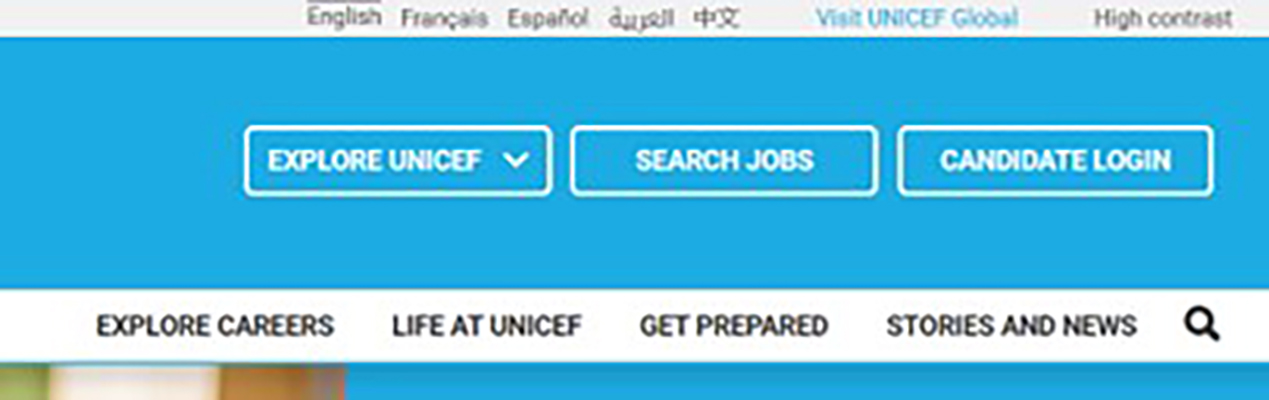 English Français Español العربية 中文 Visit UNICEF Global High contrast
EXPLORE UNICEF SEARCH JOBS CANDIDATE LOGIN
EXPLORE CAREERS LIFE AT UNICEF GET PREPARED STORIES AND NEWS